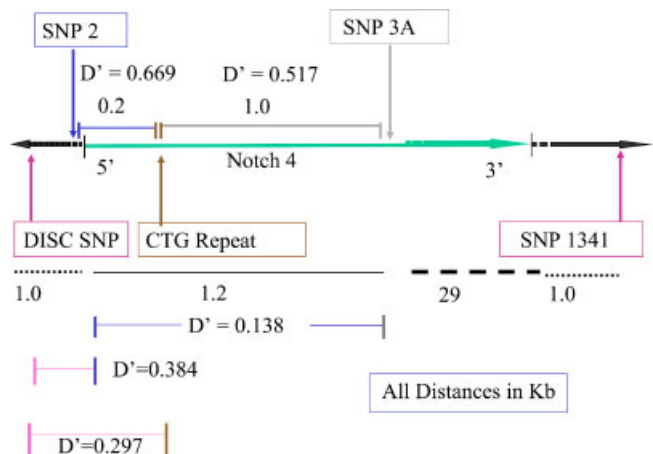 SNP 2
SNP 3A
D' = 0.669
D' = 0.517
0.2
1.0
5'
Notch 4
3'
DISC SNP
CTG Repeat
SNP 1341
1.0
1.2
29
1.0
D' = 0.138
D'=0.384
All Distances in Kb
D'=0.297